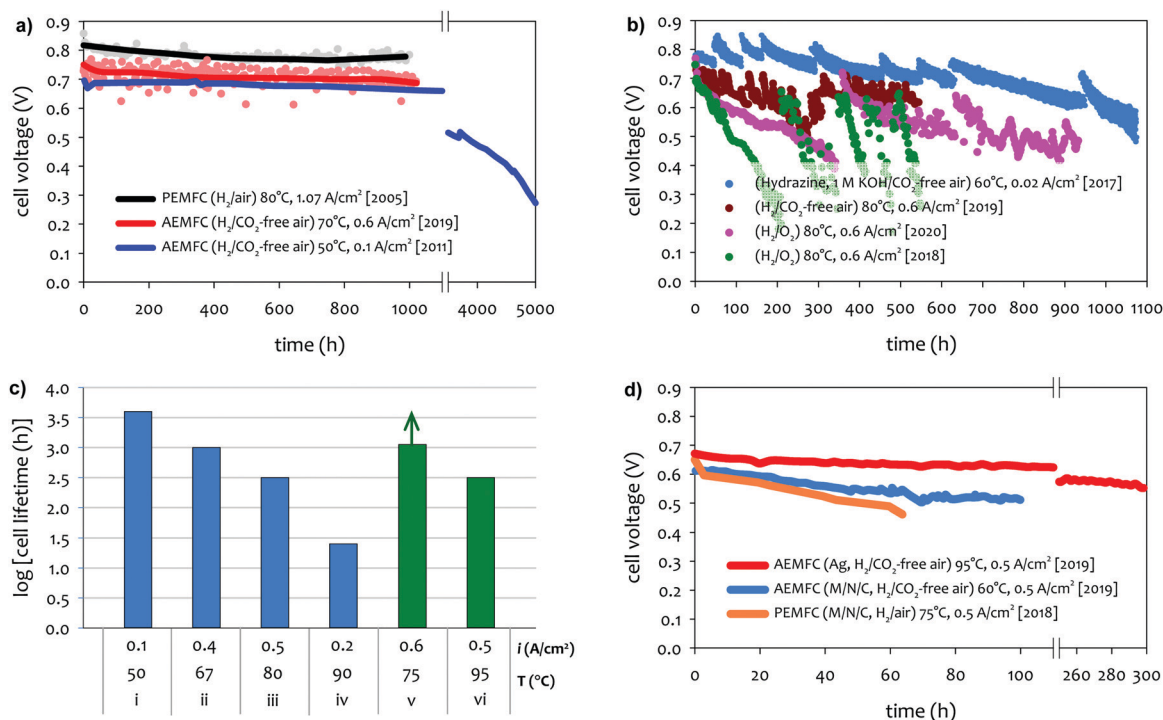 a)
cell voltage (V)
0.9
0.8
0.7
0.6
0.5
0.4
0.3
0.2
0.1
0.0
PEMFC (H₂/air) 80°C, 1.07 A/cm² [2005]
AEMFC (H₂/CO₂-free air) 70°C, 0.6 A/cm² [2019]
AEMFC (H₂/CO₂-free air) 50°C, 0.1 A/cm² [2011]
0 200 400 600 800 1000 4000 5000
time (h)
b)
cell voltage (V)
0.9
0.8
0.7
0.6
0.5
0.4
0.3
0.2
0.1
0.0
(Hydrazine, 1 M KOH/CO₂-free air) 60°C, 0.02 A/cm² [2017]
(H₂/CO₂-free air) 80°C, 0.6 A/cm² [2019]
(H₂/O₂) 80°C, 0.6 A/cm² [2020]
(H₂/O₂) 80°C, 0.6 A/cm² [2018]
0 100 200 300 400 500 600 700 800 900 1000 1100
time (h)
c)
log [cell lifetime (h)]
4.0
3.5
3.0
2.5
2.0
1.5
1.0
0.5
0.0
0.1 0.4 0.5 0.2 0.6 0.5 i (A/cm²)
50 67 80 90 75 95 T (°C)
i ii iii iv v vi
d)
cell voltage (V)
0.9
0.8
0.7
0.6
0.5
0.4
0.3
0.2
0.1
0.0
AEMFC (Ag, H₂/CO₂-free air) 95°C, 0.5 A/cm² [2019]
AEMFC (M/N/C, H₂/CO₂-free air) 60°C, 0.5 A/cm² [2019]
PEMFC (M/N/C, H₂/air) 75°C, 0.5 A/cm² [2018]
0 20 40 60 80 100 260 280 300
time (h)